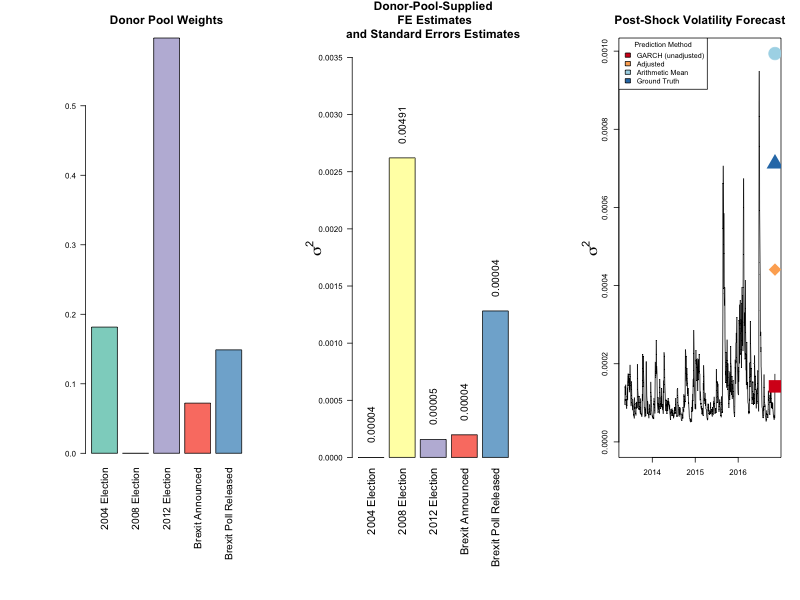 Donor Pool Weights
0.5
0.4
0.3
0.2
0.1
0.0
2004 Election
2008 Election
2012 Election
Brexit Announced
Brexit Poll Released
Donor-Pool-Supplied
FE Estimates
and Standard Errors Estimates
σ2
0.0035
0.0030
0.0025
0.0020
0.0015
0.0010
0.0005
0.0000
0.00004
0.00491
0.00005
0.00004
0.00004
2004 Election
2008 Election
2012 Election
Brexit Announced
Brexit Poll Released
Post-Shock Volatility Forecast
σ2
0.0010
0.0008
0.0006
0.0004
0.0002
0.0000
Prediction Method
GARCH (unadjusted)
Adjusted
Arithmetic Mean
Ground Truth
2014
2015
2016